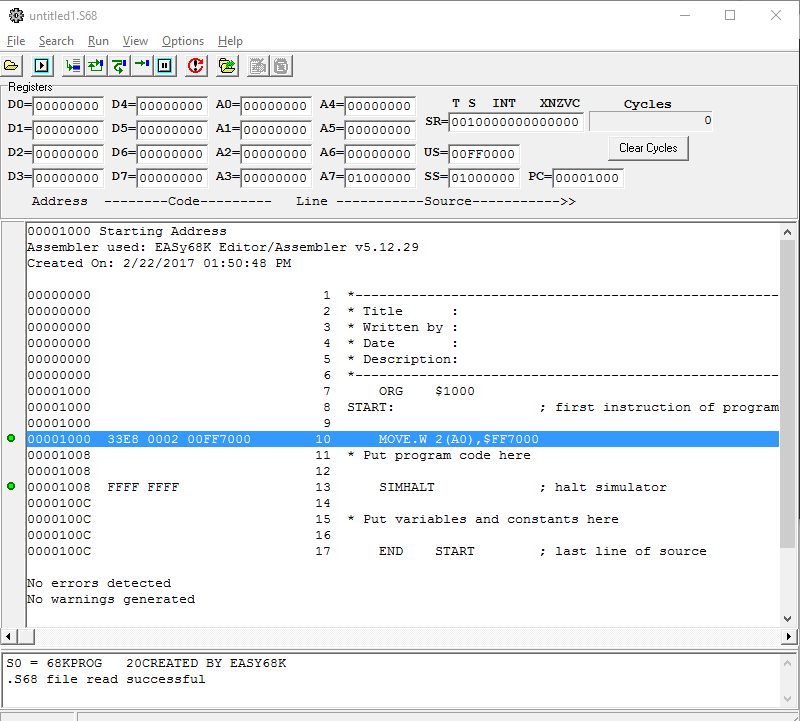 untitled1.S68
File Search Run View Options Help
Registers
D0= 00000000 D4= 00000000 A0= 00000000 A4= 00000000 T S INT XNZVC Cycles
D1= 00000000 D5= 00000000 A1= 00000000 A5= 00000000 SR= 0010000000000000 0
D2= 00000000 D6= 00000000 A2= 00000000 A6= 00000000 US= 00FF0000 Clear Cycles
D3= 00000000 D7= 00000000 A3= 00000000 A7= 01000000 SS= 01000000 PC= 00001000
Address --------Code--------- Line -----------Source----------->>
00001000 Starting Address
Assembler used: EASy68K Editor/Assembler v5.12.29
Created On: 2/22/2017 01:50:48 PM
00000000 1 *-----------------------------------------------------
00000000 2 * Title :
00000000 3 * Written by :
00000000 4 * Date :
00000000 5 * Description:
00000000 6 *-----------------------------------------------------
00001000 7 ORG $1000
00001000 8 START: ; first instruction of program
00001000 9
00001000 33E8 0002 00FF7000 10 MOVE.W 2(A0),$FF7000
00001008 11 * Put program code here
00001008 12
00001008 FFFF FFFF 13 SIMHALT ; halt simulator
0000100C 14
0000100C 15 * Put variables and constants here
0000100C 16
0000100C 17 END START ; last line of source
No errors detected
No warnings generated
S0 = 68KPROG 20CREATED BY EASY68K
.S68 file read successful